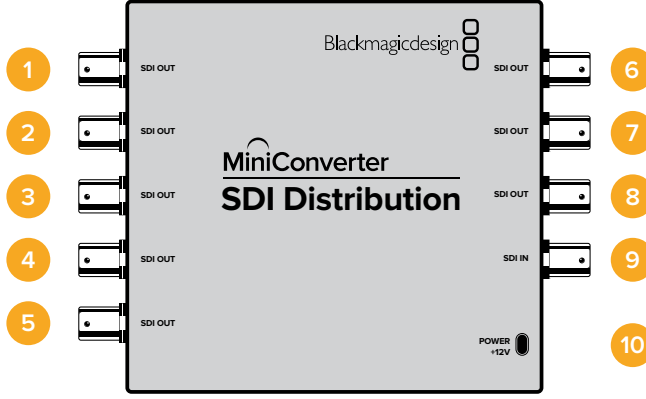 Blackmagicdesign
1 SDI OUT SDI OUT 6
2 SDI OUT SDI OUT 7
MiniConverter
3 SDI OUT SDI Distribution SDI OUT 8
4 SDI OUT SDI IN 9
5 SDI OUT
POWER 10
+12V